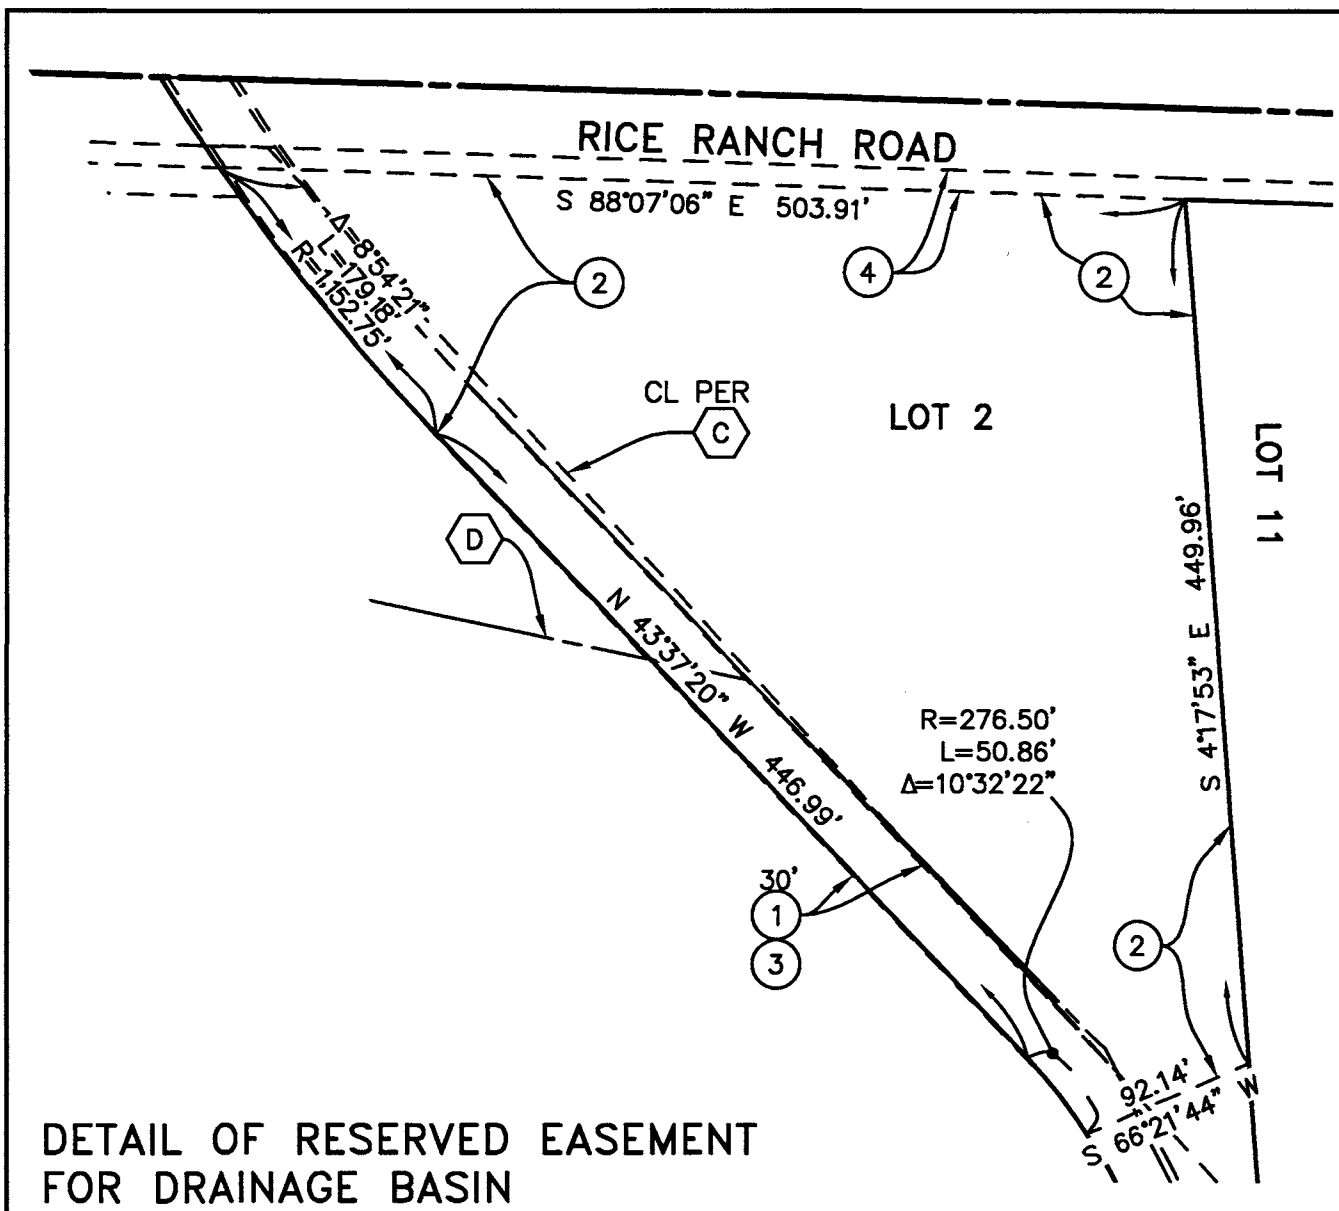 RICE RANCH ROAD
S 88°07'06" E 503.91'
Δ=8°54'21"
L=179.18'
R=1,152.75'
2
4
2
CL PER
C
LOT 2
LOT 11
D
S 4°17'53" E 449.96'
N 43°37'20" W 446.99'
R=276.50'
L=50.86'
Δ=10°32'22"
30'
1
3
2
92.14'
S 66°21'44" W
DETAIL OF RESERVED EASEMENT
FOR DRAINAGE BASIN